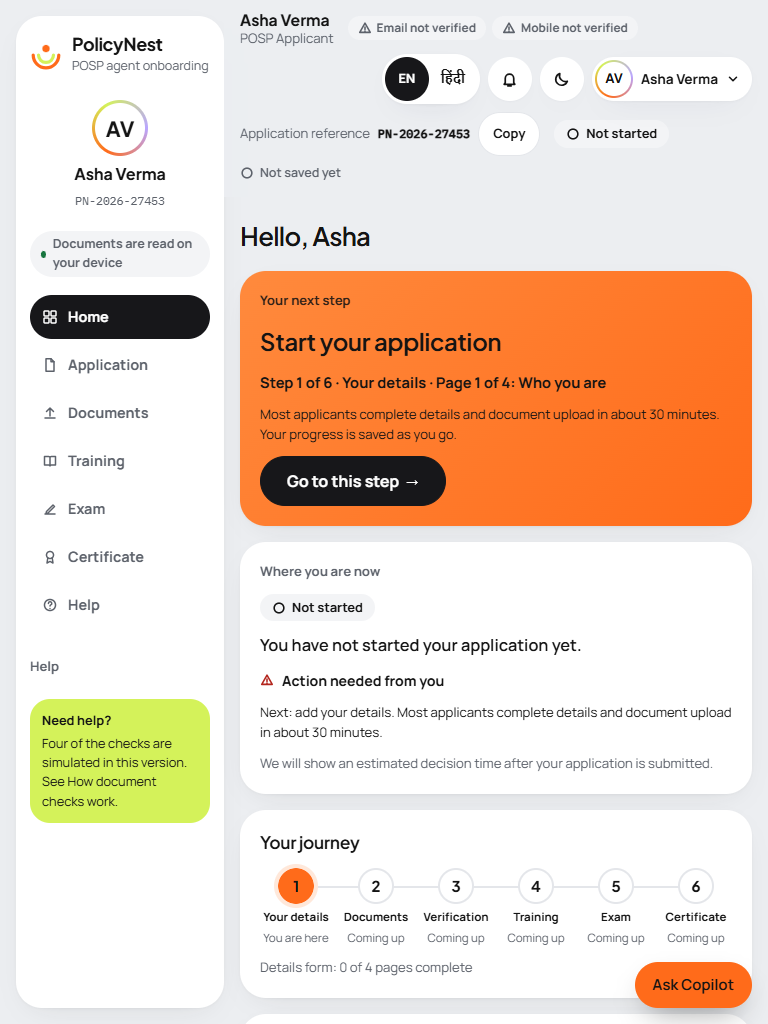 PolicyNest
POSP agent onboarding
AV
Asha Verma
PN-2026-27453
Documents are read on
your device
Home
Application
Documents
Training
Exam
Certificate
Help
Help
Need help?
Four of the checks are
simulated in this version.
See How document
checks work.
Asha Verma
POSP Applicant
Email not verified
Mobile not verified
EN
हिंदी
AV
Asha Verma
Application reference PN-2026-27453 Copy
Not started
Not saved yet
Hello, Asha
Your next step
Start your application
Step 1 of 6 · Your details · Page 1 of 4: Who you are
Most applicants complete details and document upload in about 30 minutes.
Your progress is saved as you go.
Go to this step →
Where you are now
Not started
You have not started your application yet.
Action needed from you
Next: add your details. Most applicants complete details and document upload
in about 30 minutes.
We will show an estimated decision time after your application is submitted.
Your journey
1 2 3 4 5 6
Your details Documents Verification Training Exam Certificate
You are here Coming up Coming up Coming up Coming up Coming up
Details form: 0 of 4 pages complete
Ask Copilot